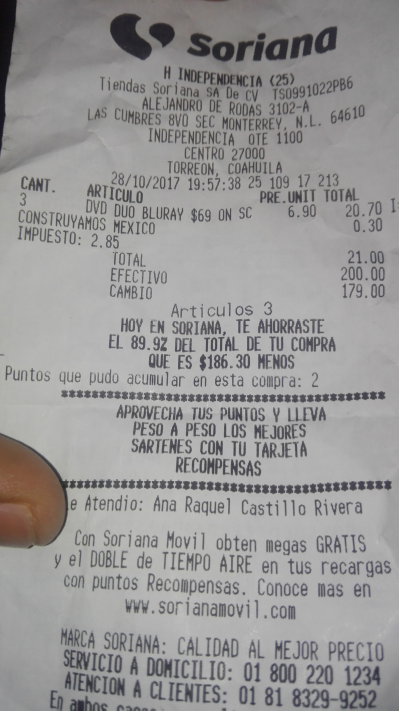 Soriana
H INDEPENDENCIA (25)
Tiendas Soriana SA De CV TSO991022PB6
ALEJANDRO DE RODAS 3102-A
LAS CUMBRES 8VO SEC MONTERREY, N.L. 64610
INDEPENDENCIA OTE 1100
CENTRO 27000
TORREON, COAHUILA
28/10/2017 19:57:38 25 109 17 213
CANT. ARTICULO PRE.UNIT TOTAL
3 DVD DUO BLURAY $69 ON SC 6.90 20.70 I
CONSTRUYAMOS MEXICO 0.30
IMPUESTO: 2.85
TOTAL 21.00
EFECTIVO 200.00
CAMBIO 179.00
Articulos 3
HOY EN SORIANA, TE AHORRASTE
EL 89.9% DEL TOTAL DE TU COMPRA
QUE ES $186.30 MENOS
Puntos que pudo acumular en esta compra: 2
APROVECHA TUS PUNTOS Y LLEVA
PESO A PESO LOS MEJORES
SARTENES CON TU TARJETA
RECOMPENSAS
e Atendio: Ana Raquel Castillo Rivera
Con Soriana Movil obten megas GRATIS
y el DOBLE de TIEMPO AIRE en tus recargas
con puntos Recompensas. Conoce mas en
www.sorianamovil.com
MARCA SORIANA: CALIDAD AL MEJOR PRECIO
SERVICIO A DOMICILIO: 01 800 220 1234
ATENCION A CLIENTES: 01 81 8329-9252
En ambos